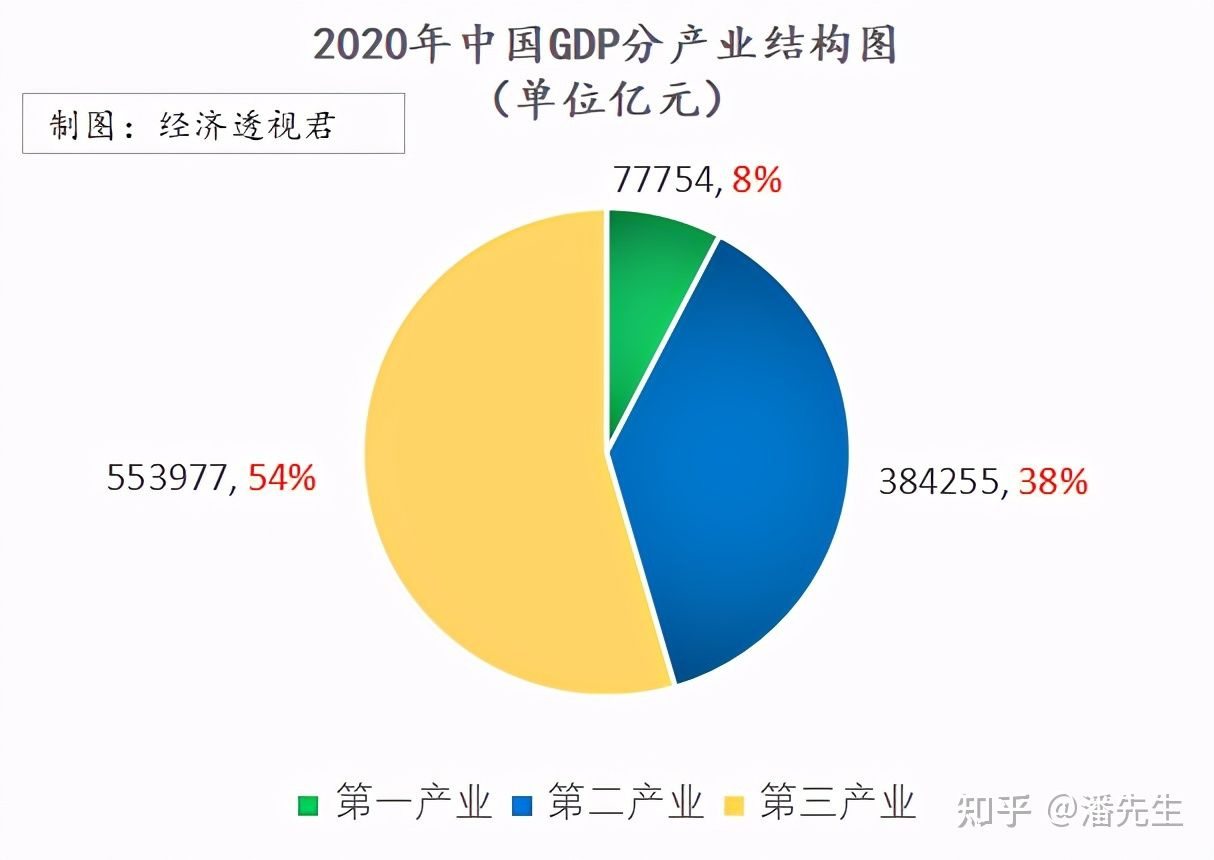 2020年中国GDP分产业结构图
（单位亿元）
制图：经济透视君
77754, 8%
553977, 54%
384255, 38%
第一产业 第二产业 第三产业
知乎 @潘先生